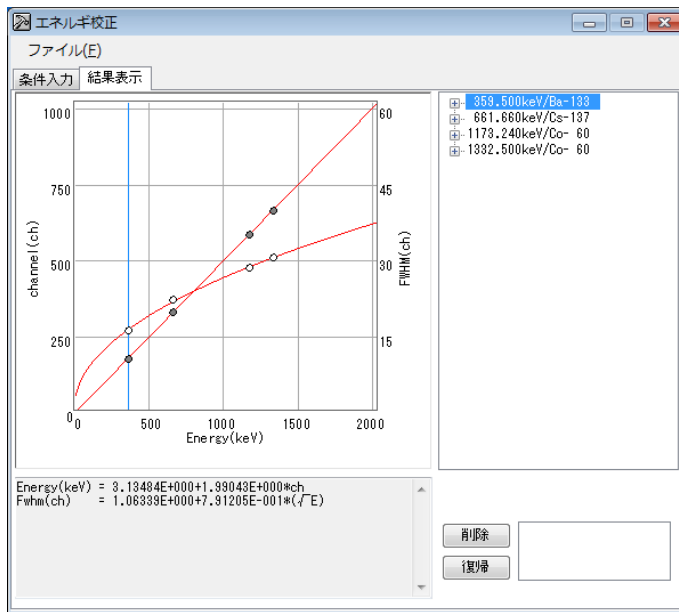 エネルギ校正
ファイル(F)
条件入力 結果表示
1000
750
500
250
0
channel(ch)
60
45
30
15
FWHM(ch)
0 500 1000 1500 2000
Energy(keV)
359.500keV/Ba-133
661.660keV/Cs-137
1173.240keV/Co- 60
1332.500keV/Co- 60
Energy(keV) = 3.13484E+000+1.99043E+000*ch
Fwhm(ch) = 1.06339E+000+7.91205E-001*(√E)
削除
復帰